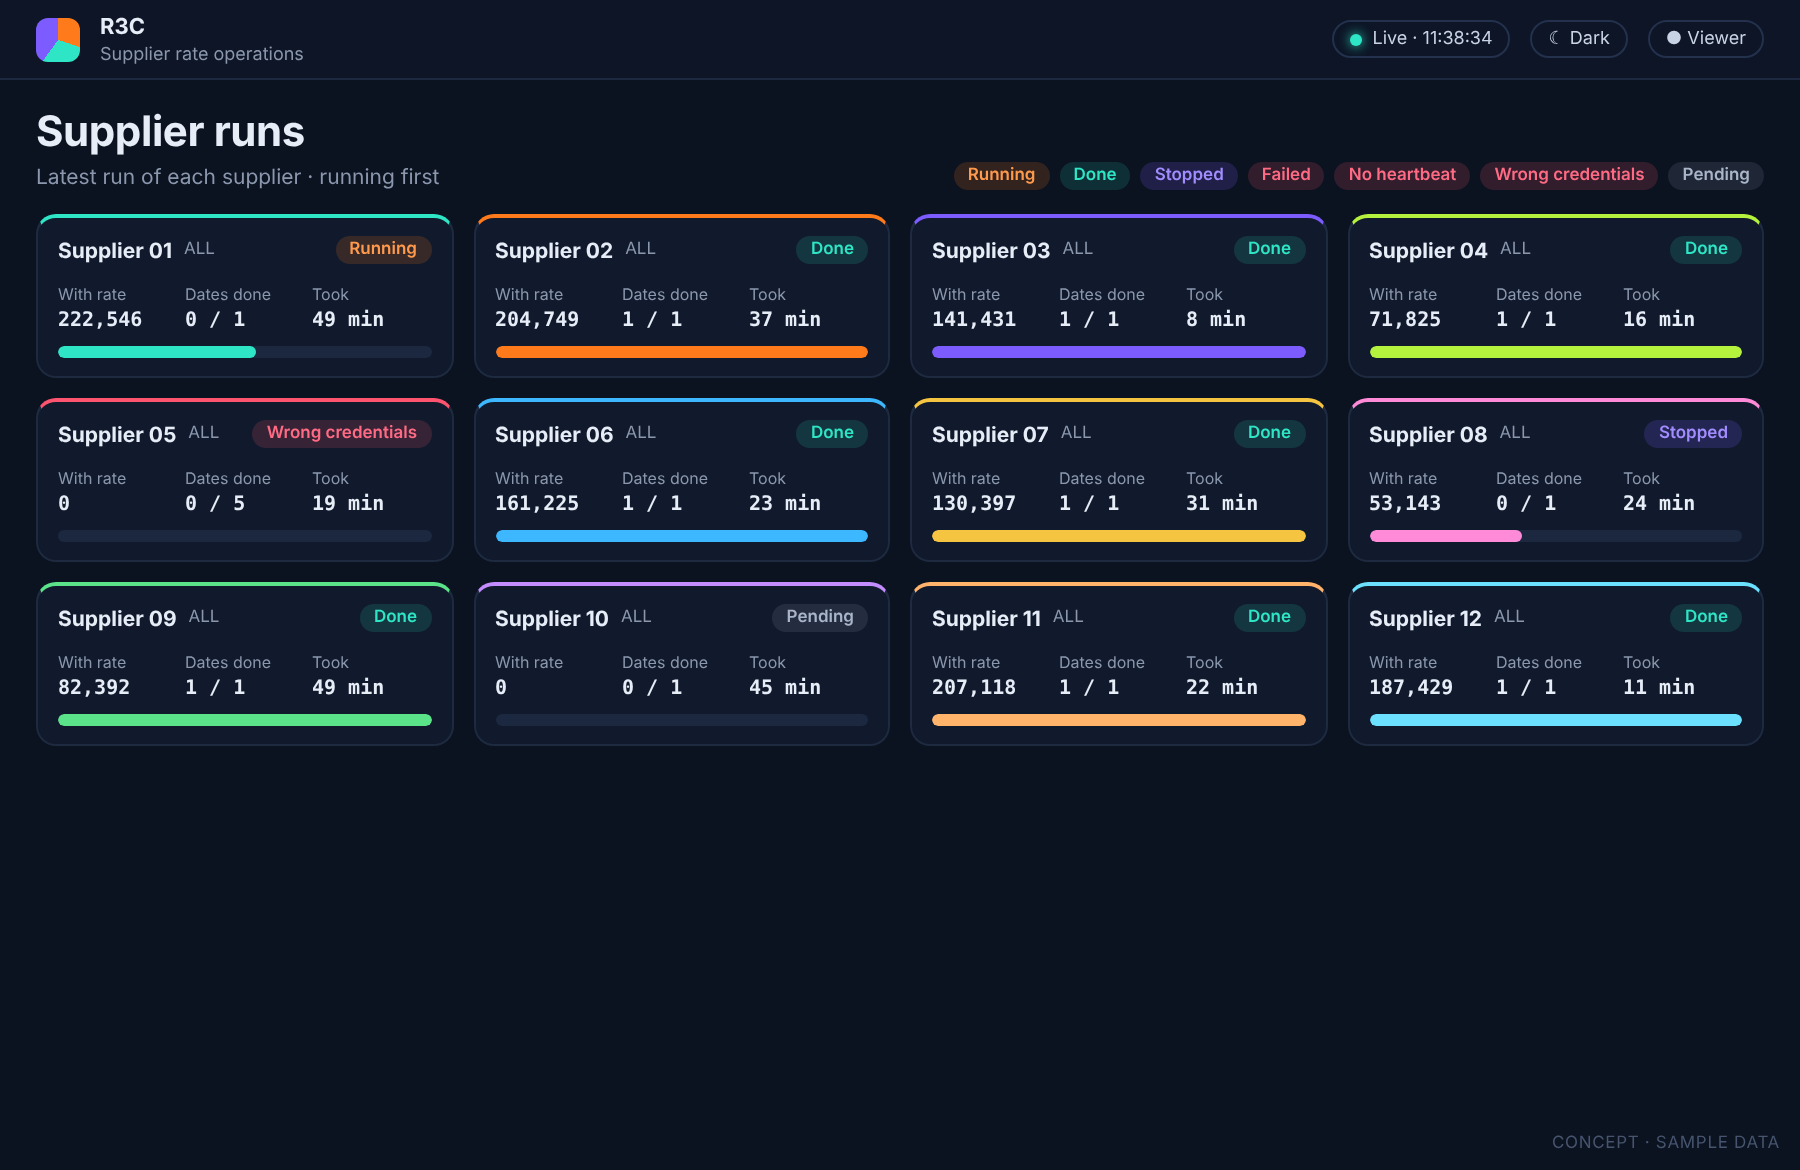 R3C
Supplier rate operations
Live · 11:38:34
☾ Dark
Viewer
Supplier runs
Latest run of each supplier · running first
Running Done Stopped Failed No heartbeat Wrong credentials Pending
Supplier 01 ALL Running
With rate Dates done Took
222,546 0 / 1 49 min
Supplier 02 ALL Done
With rate Dates done Took
204,749 1 / 1 37 min
Supplier 03 ALL Done
With rate Dates done Took
141,431 1 / 1 8 min
Supplier 04 ALL Done
With rate Dates done Took
71,825 1 / 1 16 min
Supplier 05 ALL Wrong credentials
With rate Dates done Took
0 0 / 5 19 min
Supplier 06 ALL Done
With rate Dates done Took
161,225 1 / 1 23 min
Supplier 07 ALL Done
With rate Dates done Took
130,397 1 / 1 31 min
Supplier 08 ALL Stopped
With rate Dates done Took
53,143 0 / 1 24 min
Supplier 09 ALL Done
With rate Dates done Took
82,392 1 / 1 49 min
Supplier 10 ALL Pending
With rate Dates done Took
0 0 / 1 45 min
Supplier 11 ALL Done
With rate Dates done Took
207,118 1 / 1 22 min
Supplier 12 ALL Done
With rate Dates done Took
187,429 1 / 1 11 min
CONCEPT · SAMPLE DATA